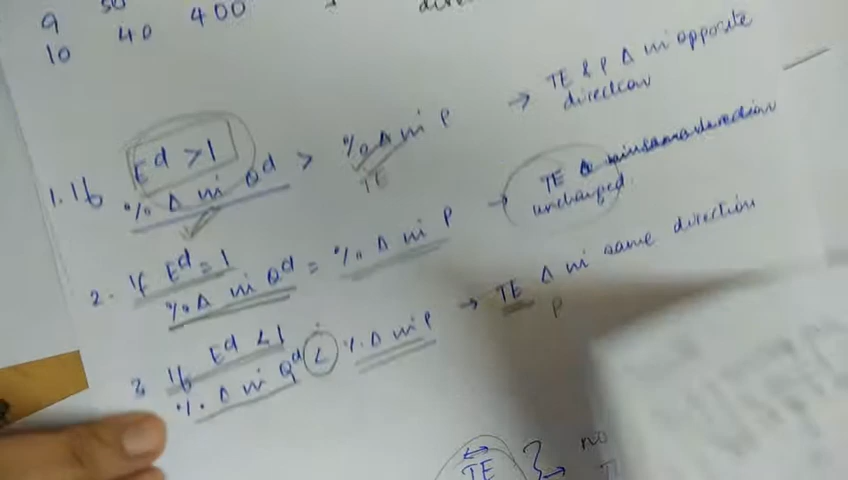 9 50
10 40 400
1. If Ed > 1
% Δ in Qd > % Δ in P → TE & P Δ in opposite direction
TE
2. If Ed = 1
% Δ in Qd = % Δ in P → TE unchanged.
3. If Ed < 1
% Δ in Qd < % Δ in P → TE Δ in same direction
P
TE } → no